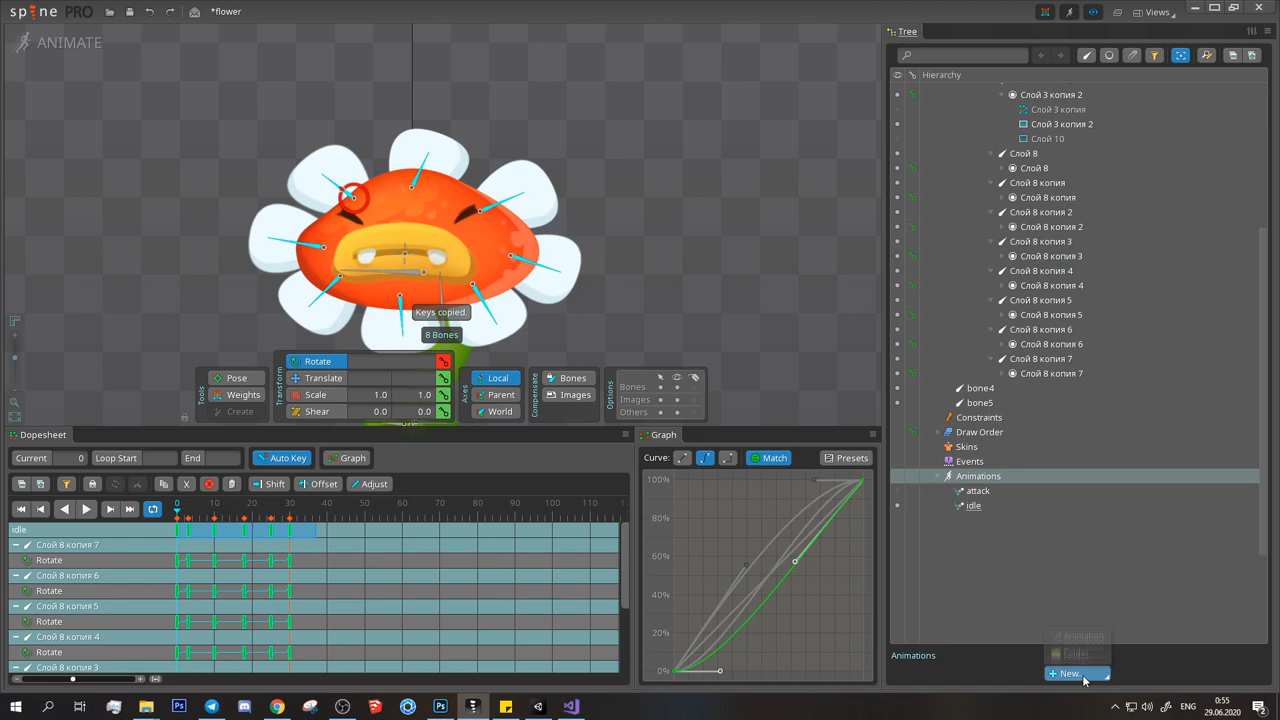 spine PRO
*flower
Views
ANIMATE
Keys copied.
8 Bones
Tools
Pose
Weights
Create
Transform
Rotate
Translate
Scale 1.0 1.0
Shear 0.0 0.0
Axes
Local
Parent
World
Compensate
Bones
Images
Options
Bones
Images
Others
Dopesheet
Current 0 Loop Start End Auto Key Graph
Shift Offset Adjust
0 10 20 30 40 50 60 70 80 90 100 110
idle
Слой 8 копия 7
Rotate
Слой 8 копия 6
Rotate
Слой 8 копия 5
Rotate
Слой 8 копия 4
Rotate
Слой 8 копия 3
Graph
Curve: Match Presets
100%
80%
60%
40%
20%
0%
Tree
Hierarchy
Слой 3 копия 2
Слой 3 копия
Слой 3 копия 2
Слой 10
Слой 8
Слой 8
Слой 8 копия
Слой 8 копия
Слой 8 копия 2
Слой 8 копия 2
Слой 8 копия 3
Слой 8 копия 3
Слой 8 копия 4
Слой 8 копия 4
Слой 8 копия 5
Слой 8 копия 5
Слой 8 копия 6
Слой 8 копия 6
Слой 8 копия 7
Слой 8 копия 7
bone4
bone5
Constraints
Draw Order
Skins
Events
Animations
attack
idle
Animations
Animation
Folder
New...
Ps
Ps
0:55
29.06.2020
2